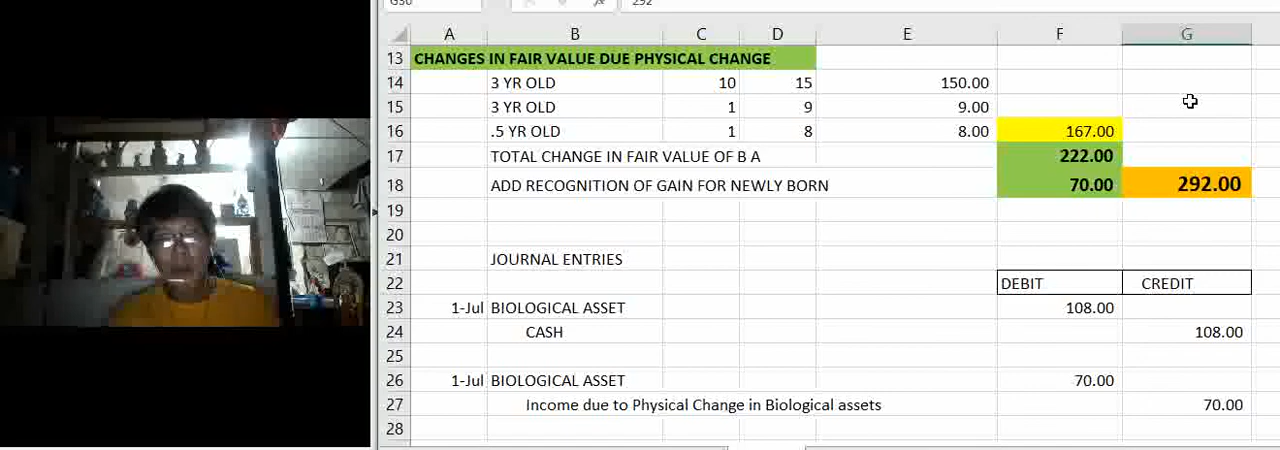 292
A B C D E F G
13 CHANGES IN FAIR VALUE DUE PHYSICAL CHANGE
14 3 YR OLD 10 15 150.00
15 3 YR OLD 1 9 9.00
16 .5 YR OLD 1 8 8.00 167.00
17 TOTAL CHANGE IN FAIR VALUE OF B A 222.00
18 ADD RECOGNITION OF GAIN FOR NEWLY BORN 70.00 292.00
19
20
21 JOURNAL ENTRIES
22 DEBIT CREDIT
23 1-Jul BIOLOGICAL ASSET 108.00
24 CASH 108.00
25
26 1-Jul BIOLOGICAL ASSET 70.00
27 Income due to Physical Change in Biological assets 70.00
28